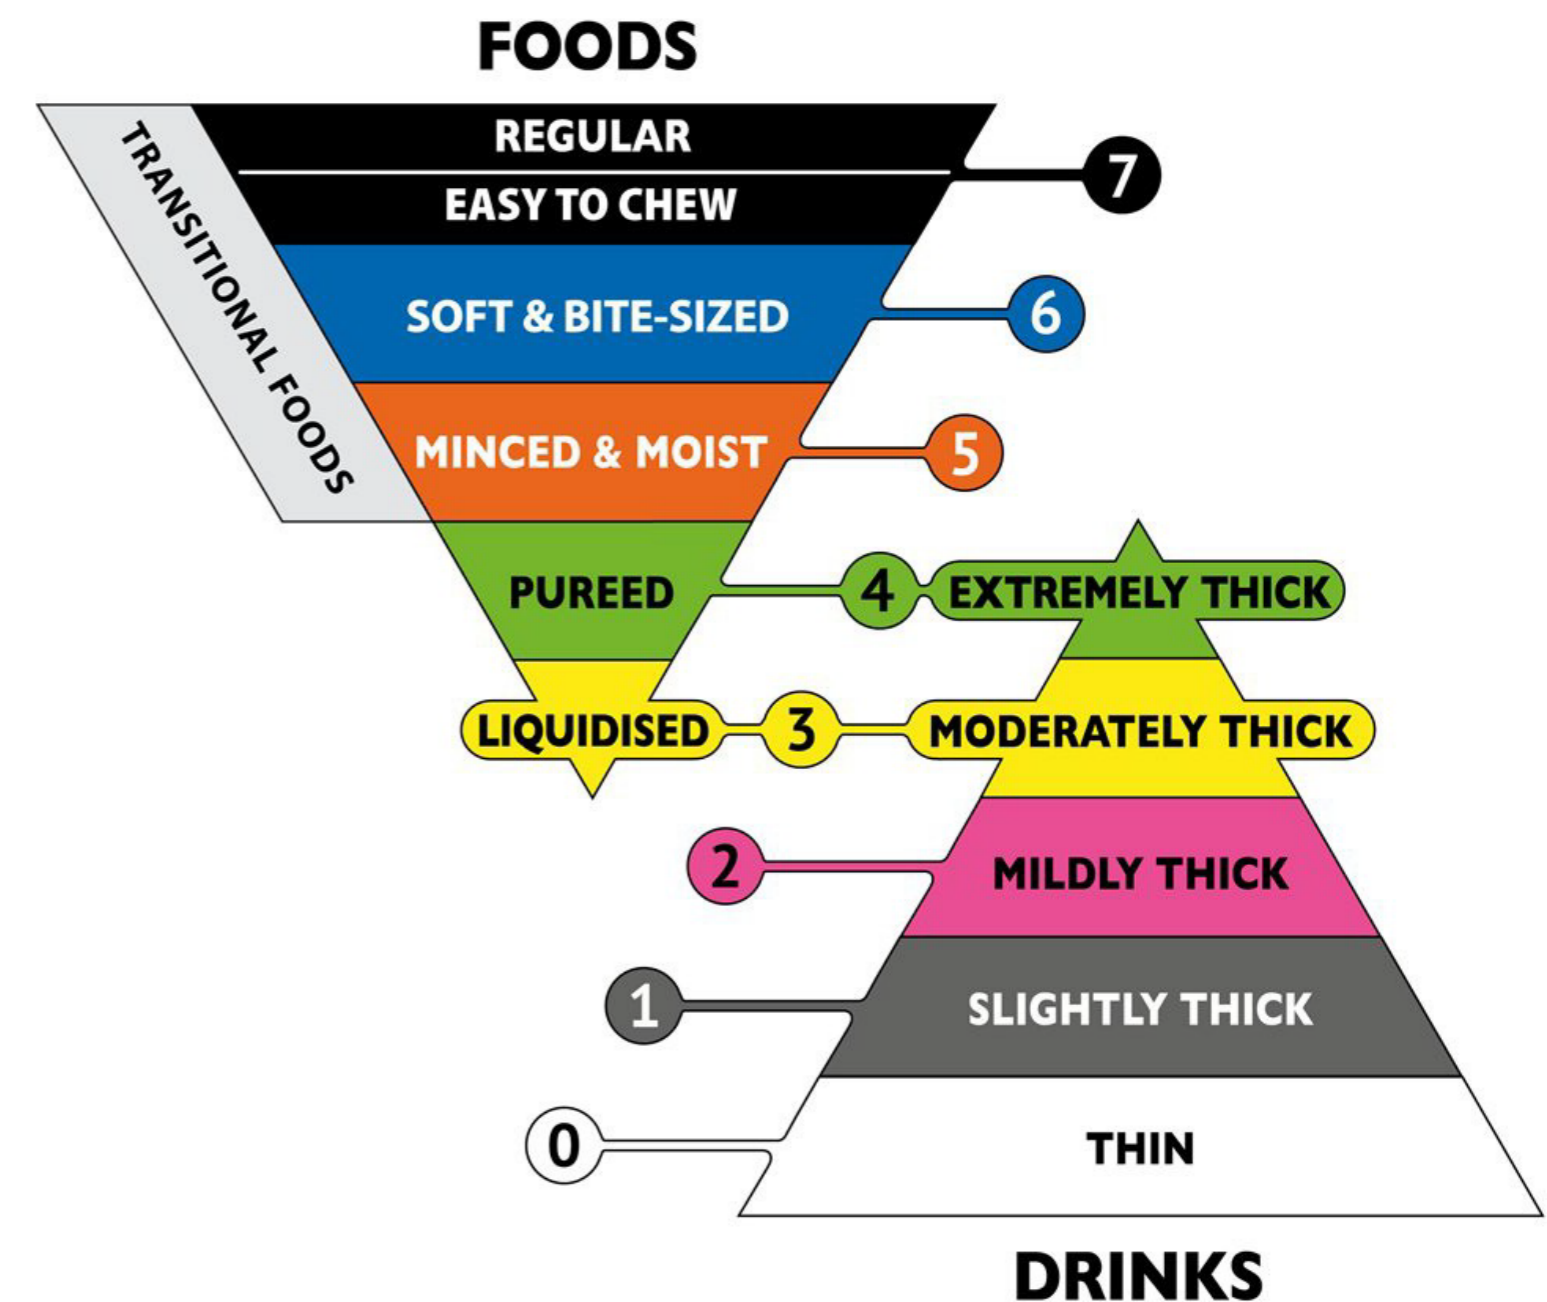 FOODS
REGULAR
7
EASY TO CHEW
TRANSITIONAL FOODS
SOFT & BITE-SIZED
6
MINCED & MOIST
5
PUREED
4
EXTREMELY THICK
LIQUIDISED
3
MODERATELY THICK
2
MILDLY THICK
1
SLIGHTLY THICK
0
THIN
DRINKS